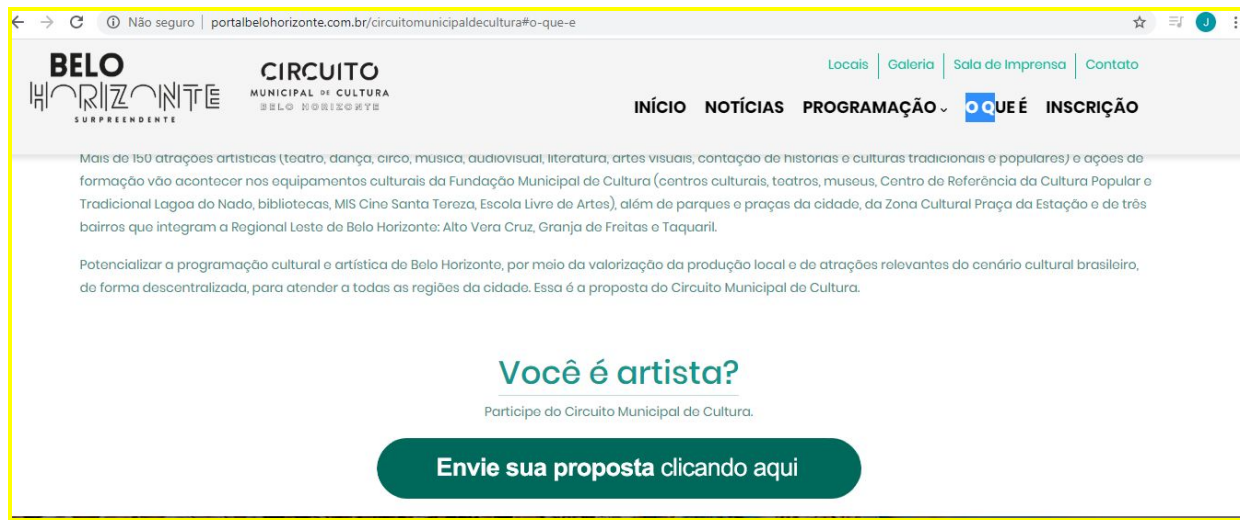 Não seguro | portalbelohorizonte.com.br/circuitomunicipaldecultura#o-que-e
J
BELO
HORIZONTE
SURPREENDENTE
CIRCUITO
MUNICIPAL DE CULTURA
BELO HORIZONTE
Locais | Galeria | Sala de Imprensa | Contato
INÍCIO NOTÍCIAS PROGRAMAÇÃO O QUE É INSCRIÇÃO
Mais de 150 atrações artísticas (teatro, dança, circo, música, audiovisual, literatura, artes visuais, contação de histórias e culturas tradicionais e populares) e ações de
formação vão acontecer nos equipamentos culturais da Fundação Municipal de Cultura (centros culturais, teatros, museus, Centro de Referência da Cultura Popular e
Tradicional Lagoa do Nado, bibliotecas, MIS Cine Santa Tereza, Escola Livre de Artes), além de parques e praças da cidade, da Zona Cultural Praça da Estação e de três
bairros que integram a Regional Leste de Belo Horizonte: Alto Vera Cruz, Granja de Freitas e Taquaril.
Potencializar a programação cultural e artística de Belo Horizonte, por meio da valorização da produção local e de atrações relevantes do cenário cultural brasileiro,
de forma descentralizada, para atender a todas as regiões da cidade. Essa é a proposta do Circuito Municipal de Cultura.
Você é artista?
Participe do Circuito Municipal de Cultura.
Envie sua proposta clicando aqui